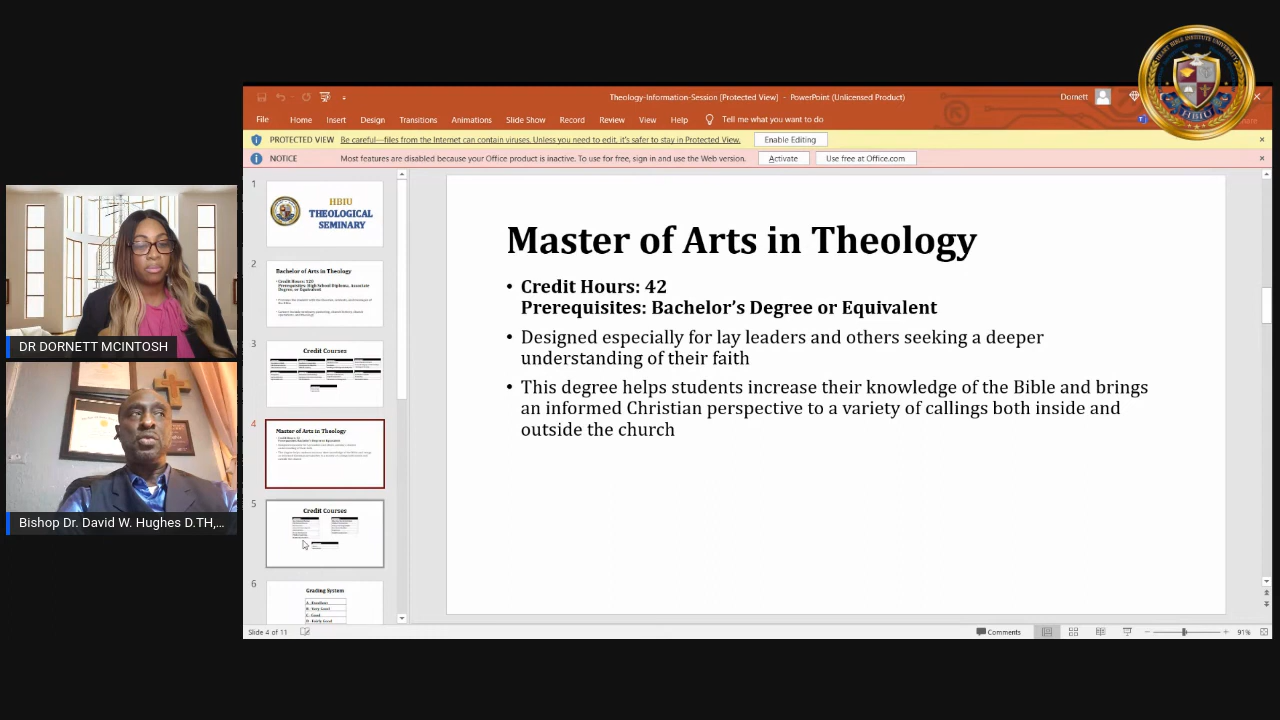 Theology-Information-Session [Protected View] - PowerPoint (Unlicensed Product)
Dornett
File Home Insert Design Transitions Animations Slide Show Record Review View Help Tell me what you want to do
PROTECTED VIEW Be careful—files from the Internet can contain viruses. Unless you need to edit, it's safer to stay in Protected View. Enable Editing
NOTICE Most features are disabled because your Office product is inactive. To use for free, sign in and use the Web version. Activate Use free at Office.com
DR DORNETT MCINTOSH
Bishop Dr. David W. Hughes D.TH,...
1
HBIU
THEOLOGICAL
SEMINARY
2
Bachelor of Arts in Theology
3
Credit Courses
4
Master of Arts in Theology
5
Credit Courses
6
Grading System
Master of Arts in Theology
• Credit Hours: 42
Prerequisites: Bachelor's Degree or Equivalent
• Designed especially for lay leaders and others seeking a deeper
understanding of their faith
• This degree helps students increase their knowledge of the Bible and brings
an informed Christian perspective to a variety of callings both inside and
outside the church
Slide 4 of 11
Comments
91%